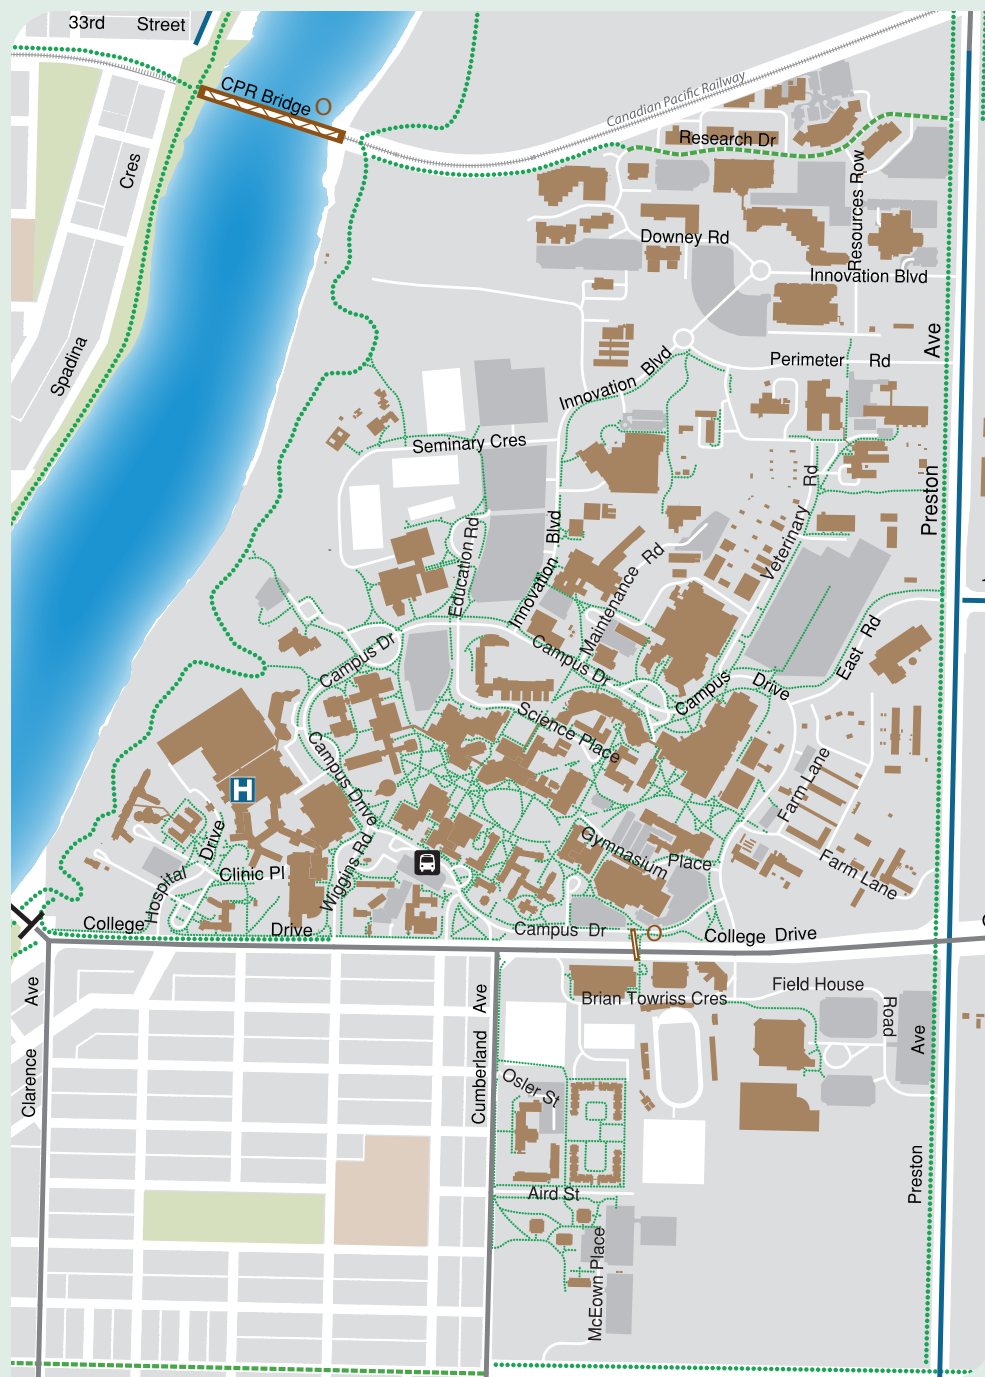 33rd Street
CPR Bridge
Canadian Pacific Railway
Research Dr
Cres
Resources Row
Downey Rd
Innovation Blvd
Ave
Spadina
Perimeter Rd
Innovation Blvd
Seminary Cres
Rd
Preston
Education Rd
Innovation Blvd
Veterinary
Maintenance Rd
Campus Dr
Campus Dr
East Rd
Campus Drive
Science Place
Campus Drive
H
Farm Lane
Hospital Drive
Clinic Pl
Wiggins Rd
Gymnasium Place
Farm Lane
College Drive
Campus Dr
College Drive
Ave
Ave
Brian Towriss Cres
Field House Road
Ave
Clarence
Cumberland
Osler St
Aird St
Preston
McEown Place